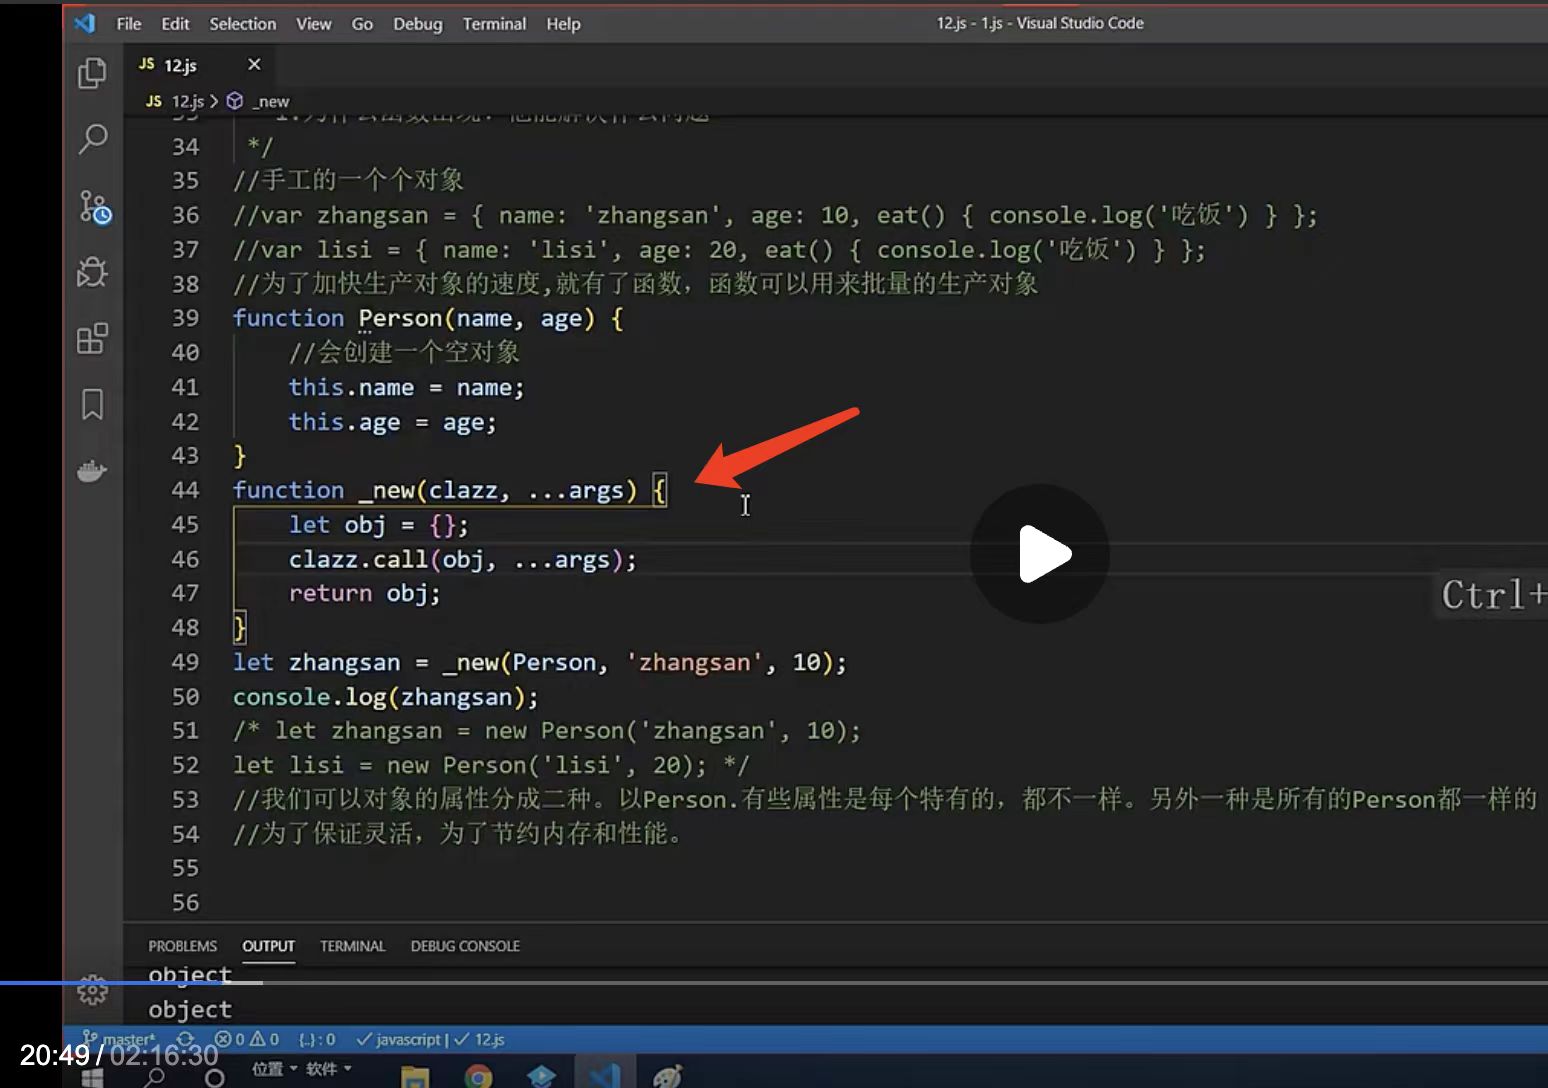 File Edit Selection View Go Debug Terminal Help 12.js - 1.js - Visual Studio Code
JS 12.js ×
JS 12.js > _new
34 */
35 //手工的一个个对象
36 //var zhangsan = { name: 'zhangsan', age: 10, eat() { console.log('吃饭') } };
37 //var lisi = { name: 'lisi', age: 20, eat() { console.log('吃饭') } };
38 //为了加快生产对象的速度,就有了函数，函数可以用来批量的生产对象
39 function Person(name, age) {
40 //会创建一个空对象
41 this.name = name;
42 this.age = age;
43 }
44 function _new(clazz, ...args) {
45 let obj = {};
46 clazz.call(obj, ...args);
47 return obj;
48 }
49 let zhangsan = _new(Person, 'zhangsan', 10);
50 console.log(zhangsan);
51 /* let zhangsan = new Person('zhangsan', 10);
52 let lisi = new Person('lisi', 20); */
53 //我们可以对象的属性分成二种。以Person.有些属性是每个特有的，都不一样。另外一种是所有的Person都一样的
54 //为了保证灵活，为了节约内存和性能。
55
56
Ctrl+
PROBLEMS OUTPUT TERMINAL DEBUG CONSOLE
object
object
master* 0 0 {..}: 0 ✓ javascript | ✓ 12.js
20:49 / 02:16:30
位置 软件